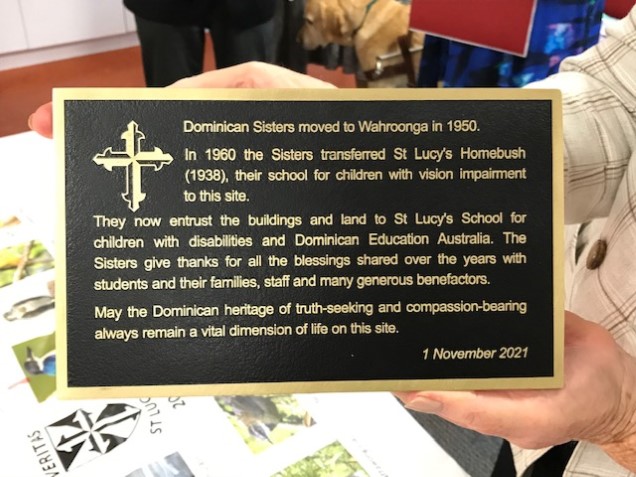 Dominican Sisters moved to Wahroonga in 1950.
In 1960 the Sisters transferred St Lucy's Homebush
(1938), their school for children with vision impairment
to this site.
They now entrust the buildings and land to St Lucy's School for
children with disabilities and Dominican Education Australia. The
Sisters give thanks for all the blessings shared over the years with
students and their families, staff and many generous benefactors.
May the Dominican heritage of truth-seeking and compassion-bearing
always remain a vital dimension of life on this site.
1 November 2021
VERITAS
ST LUC
20